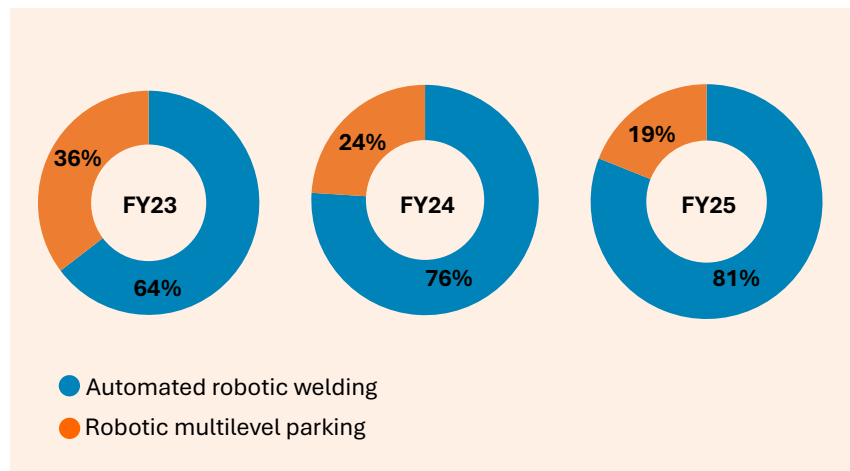 36%
FY23
64%
24%
FY24
76%
19%
FY25
81%
Automated robotic welding
Robotic multilevel parking